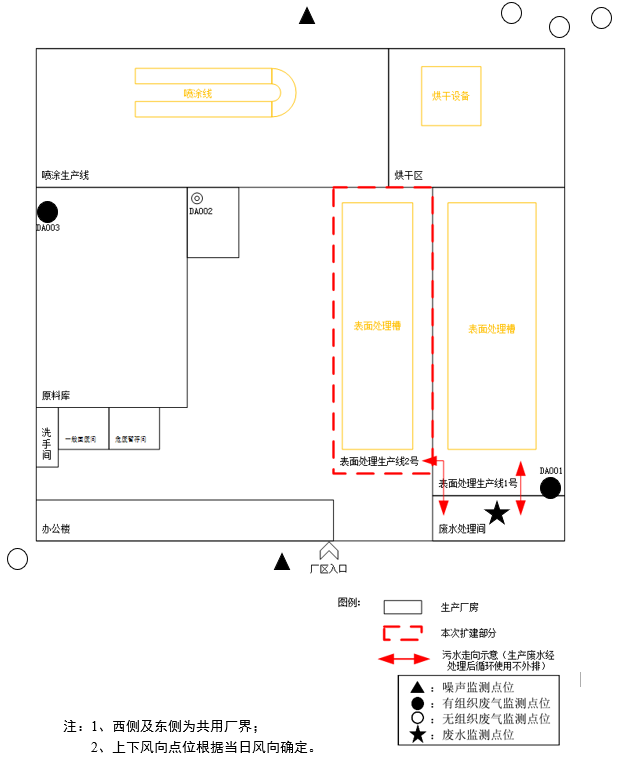 喷涂线
烘干设备
喷涂生产线
烘干区
DA002
DA003
表面处理槽
表面处理槽
原料库
洗手间
一般固废间
危废暂存间
表面处理生产线2号
DA001
表面处理生产线1号
办公楼
废水处理间
厂区入口
图例:
生产厂房
本次扩建部分
污水走向示意(生产废水经
处理后循环使用不外排)
：噪声监测点位
：有组织废气监测点位
：无组织废气监测点位
：废水监测点位
注：1、西侧及东侧为共用厂界；
2、上下风向点位根据当日风向确定。